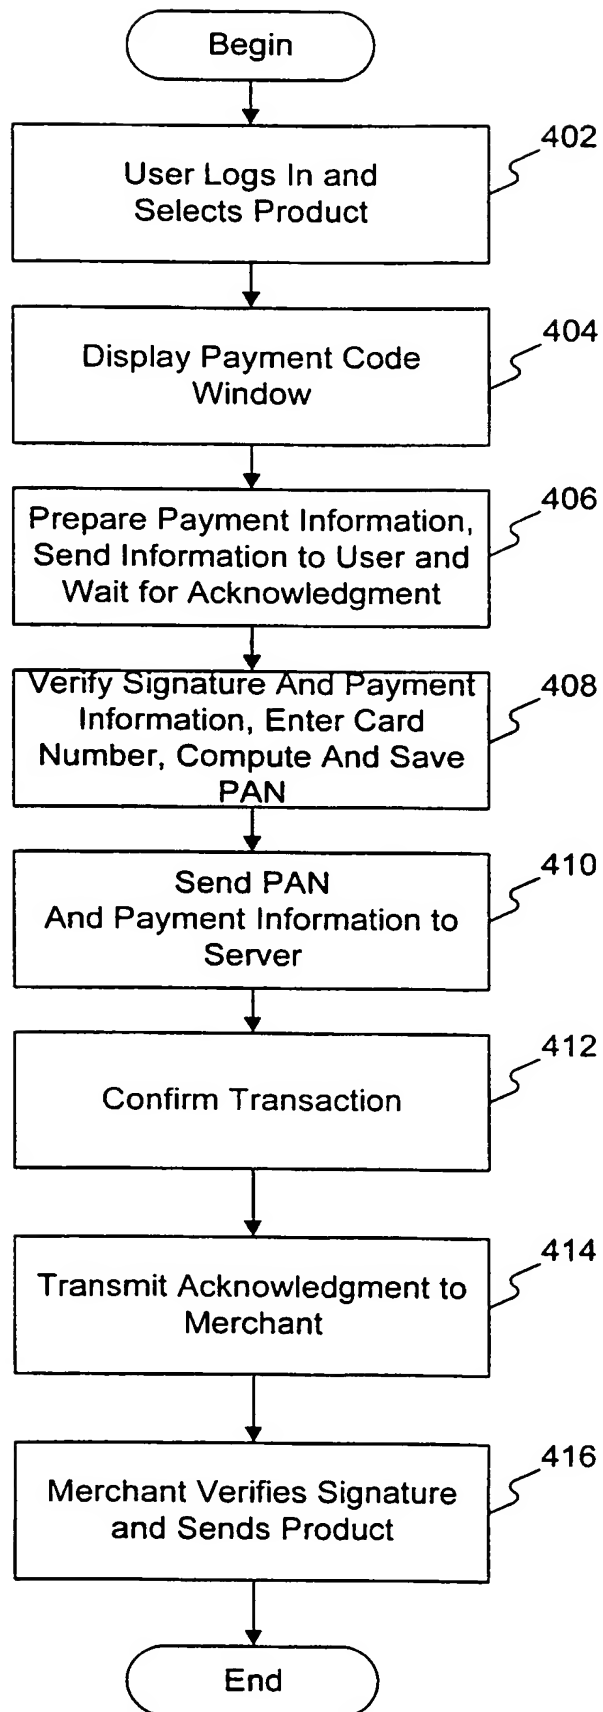 Begin
402
User Logs In and
Selects Product
404
Display Payment Code
Window
406
Prepare Payment Information,
Send Information to User and
Wait for Acknowledgment
408
Verify Signature And Payment
Information, Enter Card
Number, Compute And Save
PAN
410
Send PAN
And Payment Information to
Server
412
Confirm Transaction
414
Transmit Acknowledgment to
Merchant
416
Merchant Verifies Signature
and Sends Product
End